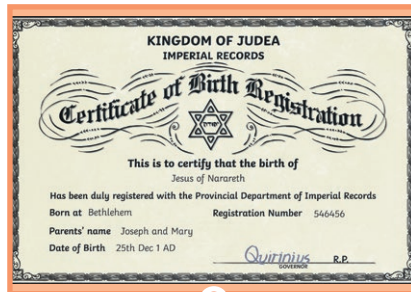 KINGDOM OF JUDEA
IMPERIAL RECORDS
Certificate of Birth Registration
This is to certify that the birth of
Jesus of Narareth
Has been duly registered with the Provincial Department of Imperial Records
Born at Bethlehem Registration Number 546456
Parents' name Joseph and Mary
Date of Birth 25th Dec 1 AD
Quirinius R.P.
GOVERNOR